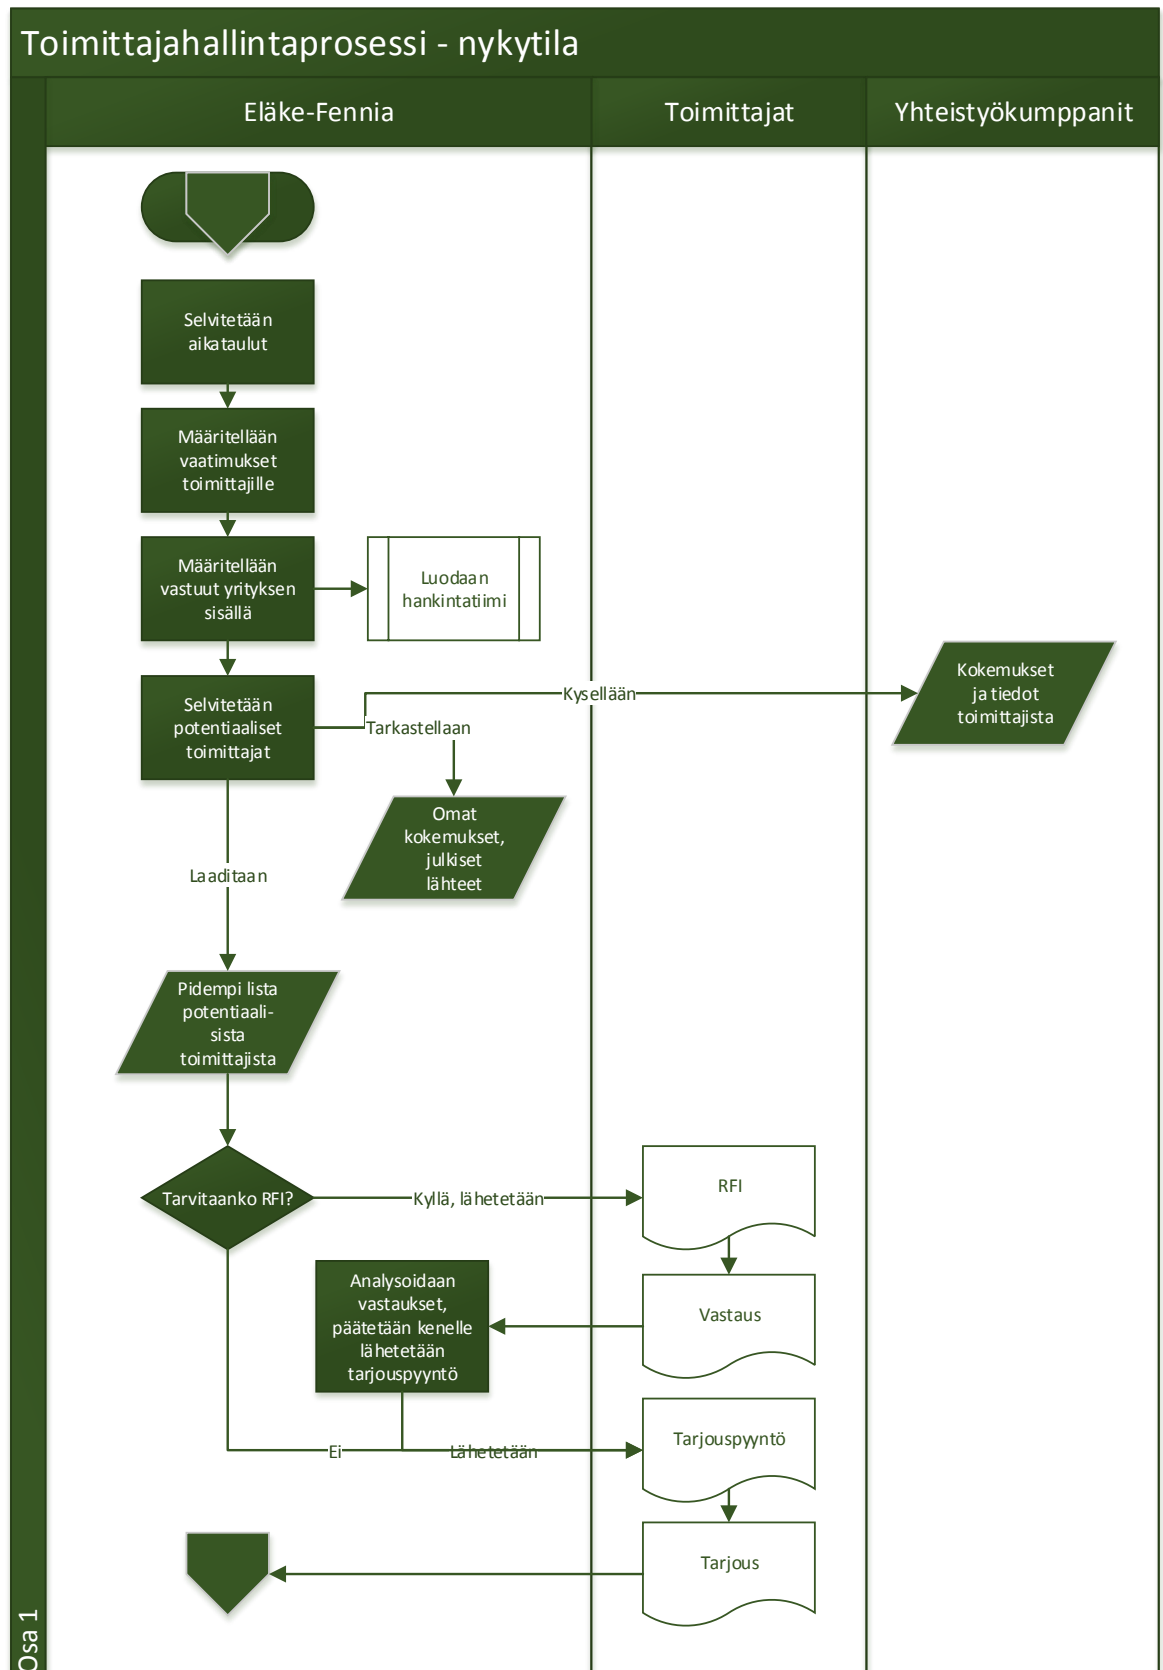 Toimittajahallintaprosessi - nykytila
Eläke-Fennia
Toimittajat
Yhteistyökumppanit
Selvitetään
aikataulut
Määritellään
vaatimukset
toimittajille
Määritellään
vastuut yrityksen
sisällä
Luodaan
hankintatiimi
Selvitetään
potentiaaliset
toimittajat
Kysellään
Kokemukset
ja tiedot
toimittajista
Tarkastellaan
Omat
kokemukset,
julkiset
lähteet
Laaditaan
Pidempi lista
potentiaali-
sista
toimittajista
Tarvitaanko RFI?
Kyllä, lähetetään
RFI
Analysoidaan
vastaukset,
päätetään kenelle
lähetetään
tarjouspyyntö
Vastaus
Ei
Lähetetään
Tarjouspyyntö
Tarjous
Osa 1